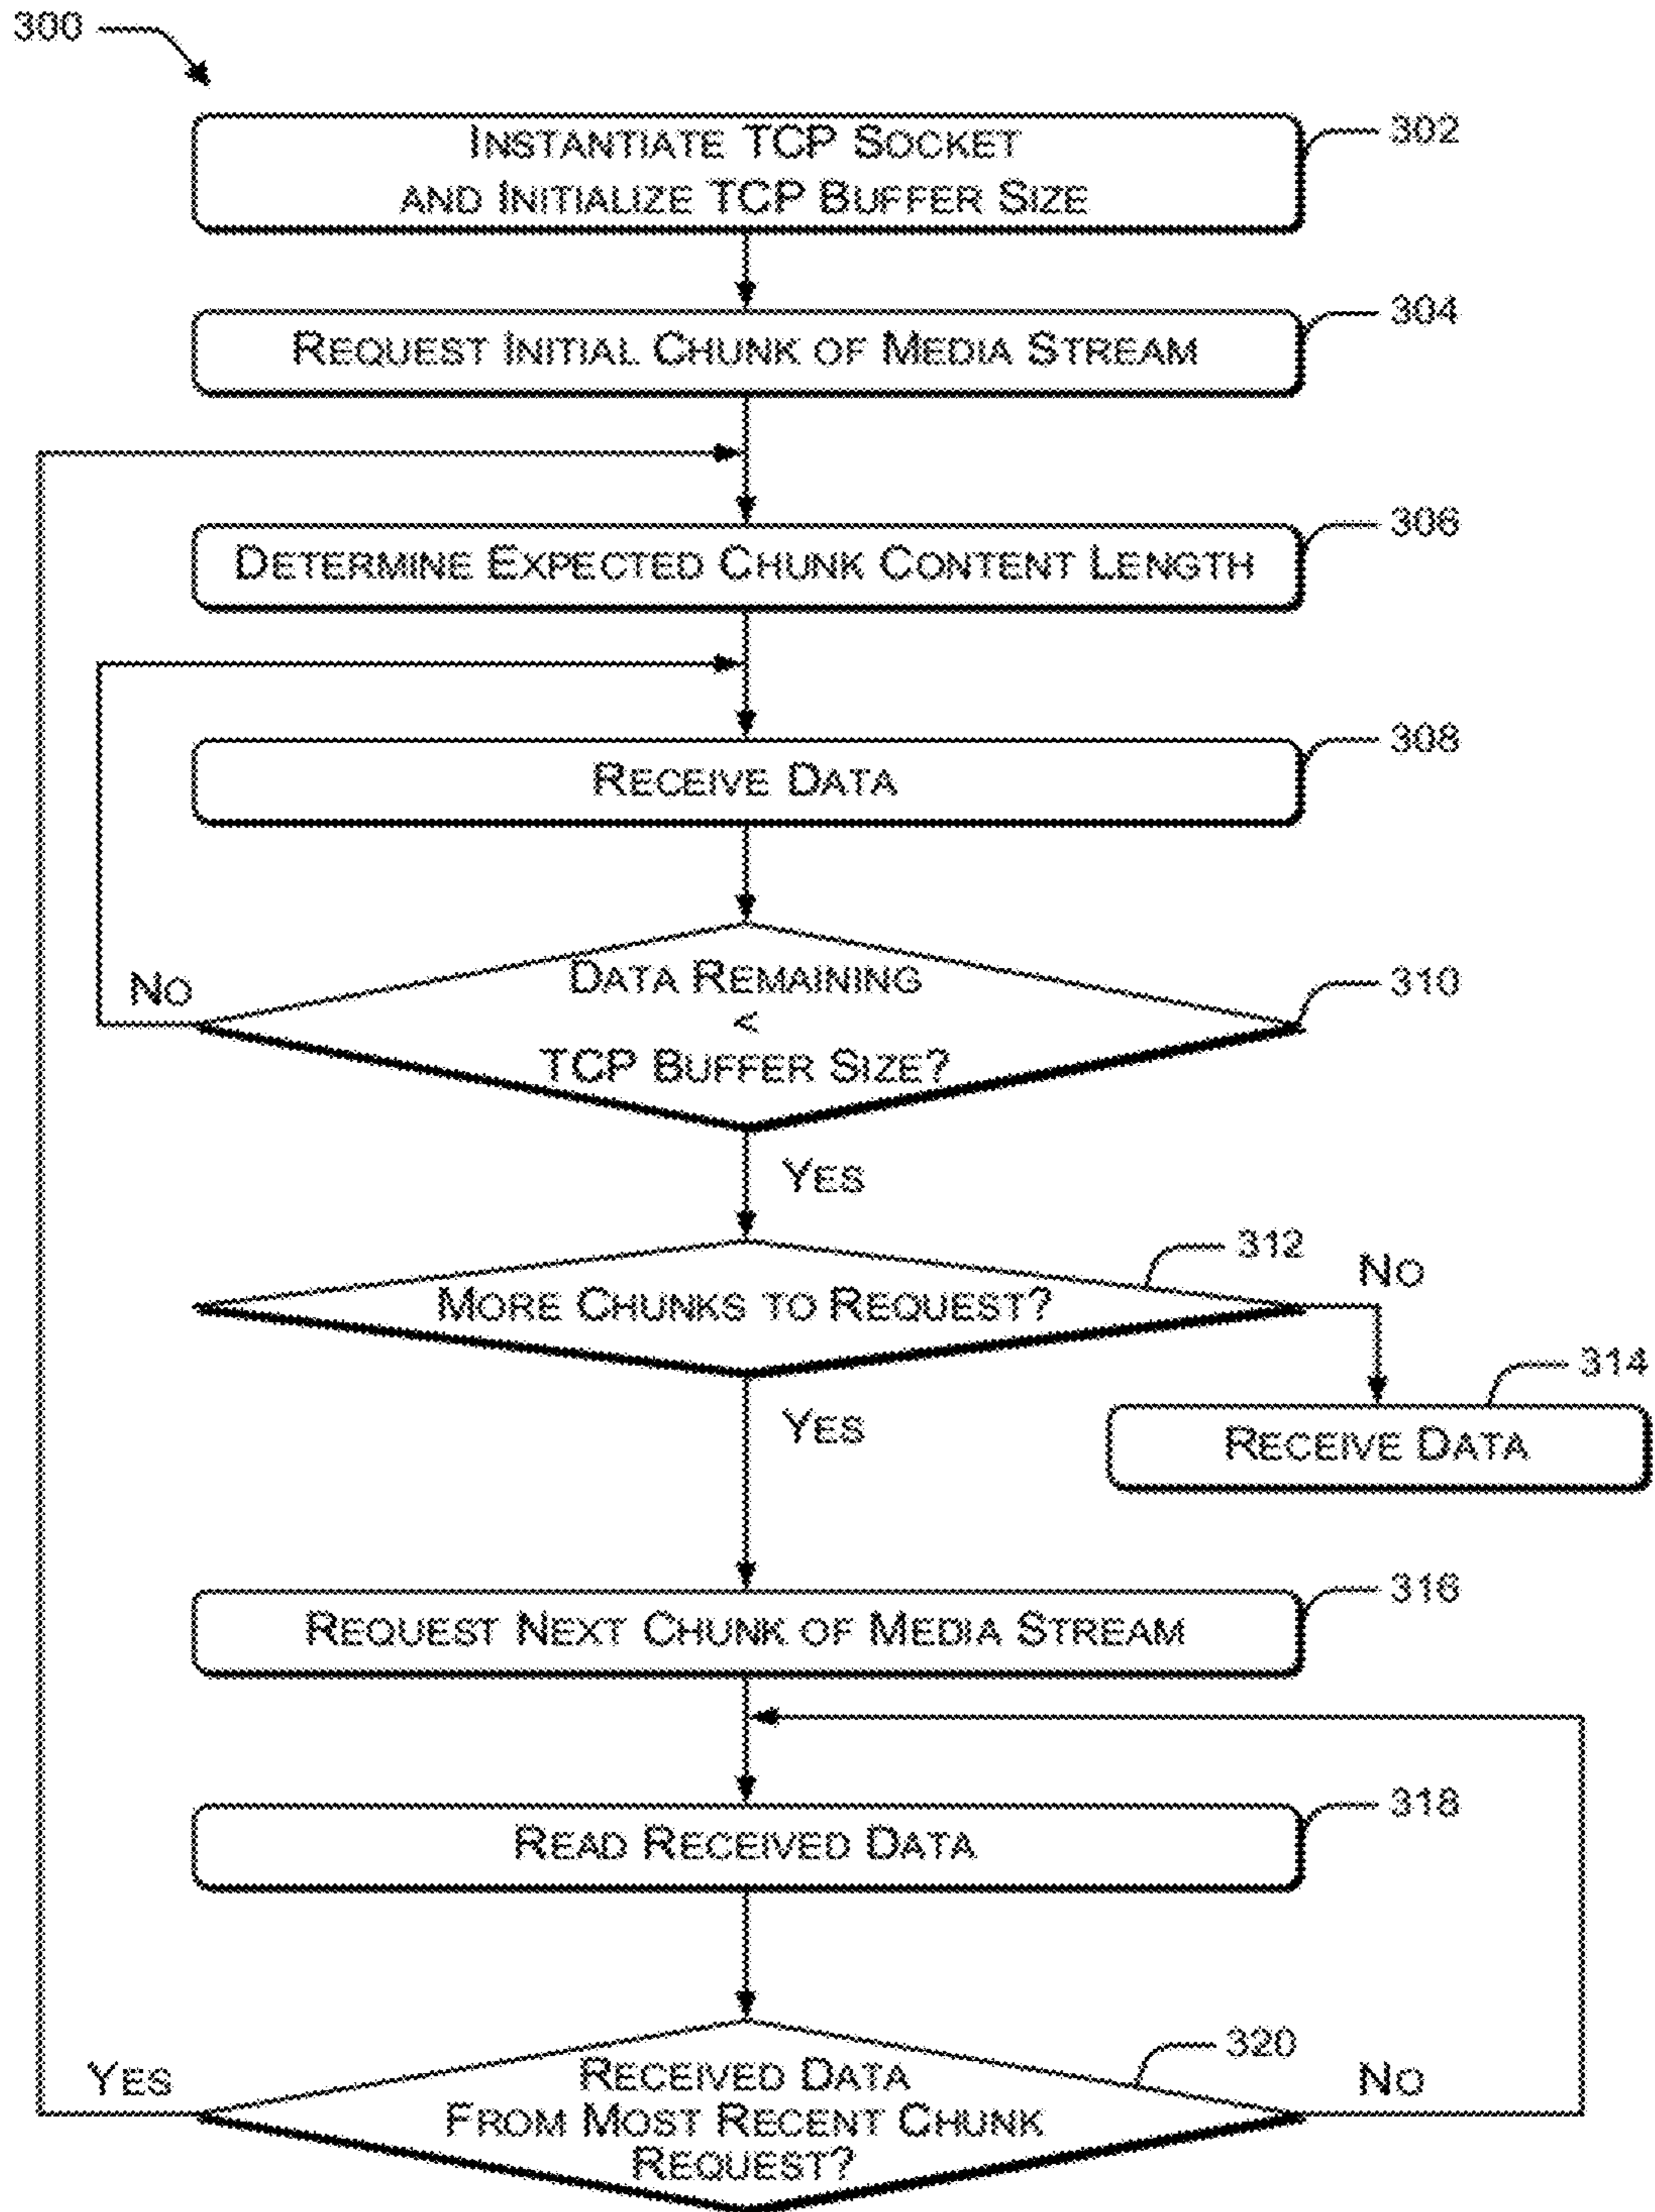 300
INSTANTIATE TCP SOCKET
AND INITIALIZE TCP BUFFER SIZE
302
REQUEST INITIAL CHUNK OF MEDIA STREAM
304
DETERMINE EXPECTED CHUNK CONTENT LENGTH
306
RECEIVE DATA
308
DATA REMAINING
<
TCP BUFFER SIZE?
310
NO
YES
MORE CHUNKS TO REQUEST?
312
NO
RECEIVE DATA
314
YES
REQUEST NEXT CHUNK OF MEDIA STREAM
316
READ RECEIVED DATA
318
RECEIVED DATA
FROM MOST RECENT CHUNK
REQUEST?
320
YES
NO